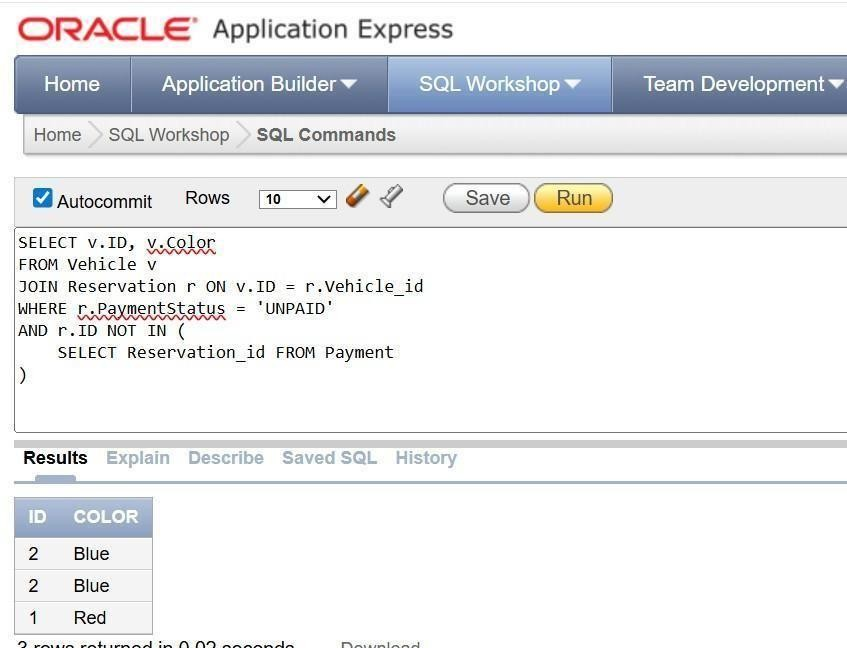 ORACLE® Application Express
Home Application Builder SQL Workshop Team Development
Home SQL Workshop SQL Commands
Autocommit Rows 10 Save Run
SELECT v.ID, v.Color
FROM Vehicle v
JOIN Reservation r ON v.ID = r.Vehicle_id
WHERE r.PaymentStatus = 'UNPAID'
AND r.ID NOT IN (
    SELECT Reservation_id FROM Payment
)
Results Explain Describe Saved SQL History
ID COLOR
2 Blue
2 Blue
1 Red
3 rows returned in 0.02 seconds Download